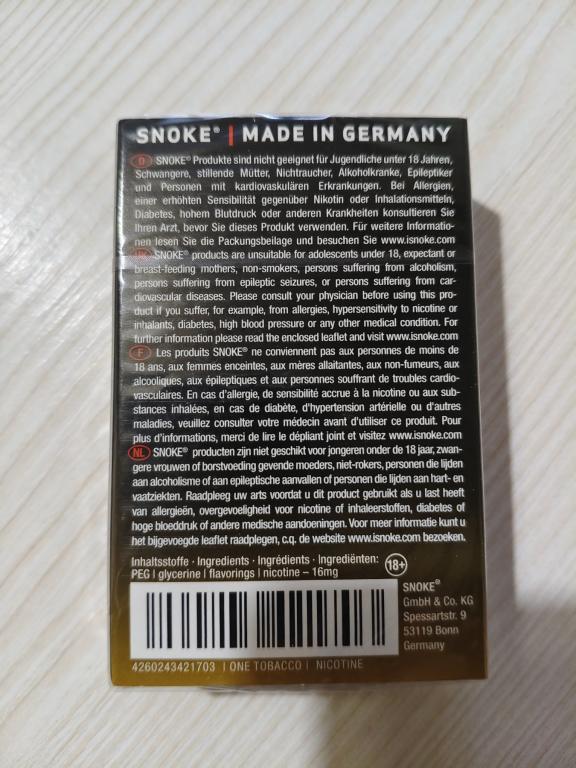 SNOKE® | MADE IN GERMANY
D SNOKE® Produkte sind nicht geeignet für Jugendliche unter 18 Jahren,
Schwangere, stillende Mütter, Nichtraucher, Alkoholkranke, Epileptiker
und Personen mit kardiovaskulären Erkrankungen. Bei Allergien,
einer erhöhten Sensibilität gegenüber Nikotin oder Inhalationsmitteln,
Diabetes, hohem Blutdruck oder anderen Krankheiten konsultieren Sie
Ihren Arzt, bevor Sie dieses Produkt verwenden. Für weitere Informatio-
nen lesen Sie die Packungsbeilage und besuchen Sie www.isnoke.com
SNOKE® products are unsuitable for adolescents under 18, expectant or
breast-feeding mothers, non-smokers, persons suffering from alcoholism,
persons suffering from epileptic seizures, or persons suffering from car-
diovascular diseases. Please consult your physician before using this pro-
duct if you suffer, for example, from allergies, hypersensitivity to nicotine or
inhalants, diabetes, high blood pressure or any other medical condition. For
further information please read the enclosed leaflet and visit www.isnoke.com
F Les produits SNOKE® ne conviennent pas aux personnes de moins de
18 ans, aux femmes enceintes, aux mères allaitantes, aux non-fumeurs, aux
alcooliques, aux épileptiques et aux personnes souffrant de troubles cardio-
vasculaires. En cas d'allergie, de sensibilité accrue à la nicotine ou aux sub-
stances inhalées, en cas de diabète, d'hypertension artérielle ou d'autres
maladies, veuillez consulter votre médecin avant d'utiliser ce produit. Pour
plus d'informations, merci de lire le dépliant joint et visitez www.isnoke.com
NL SNOKE® producten zijn niet geschikt voor jongeren onder de 18 jaar, zwan-
gere vrouwen of borstvoeding gevende moeders, niet-rokers, personen die lijden
aan alcoholisme of aan epileptische aanvallen of personen die lijden aan hart- en
vaatziekten. Raadpleeg uw arts voordat u dit product gebruikt als u last heeft
van allergieën, overgevoeligheid voor nicotine of inhaleerstoffen, diabetes of
hoge bloeddruk of andere medische aandoeningen. Voor meer informatie kunt u
het bijgevoegde leaflet raadplegen, c.q. de website www.isnoke.com bezoeken.
Inhaltsstoffe · Ingredients · Ingrédients · Ingrediënten:
PEG | glycerine | flavorings | nicotine – 16mg
18+
SNOKE®
GmbH & Co. KG
Spessartstr. 9
53119 Bonn
Germany
4260243421703 | ONE TOBACCO | NICOTINE